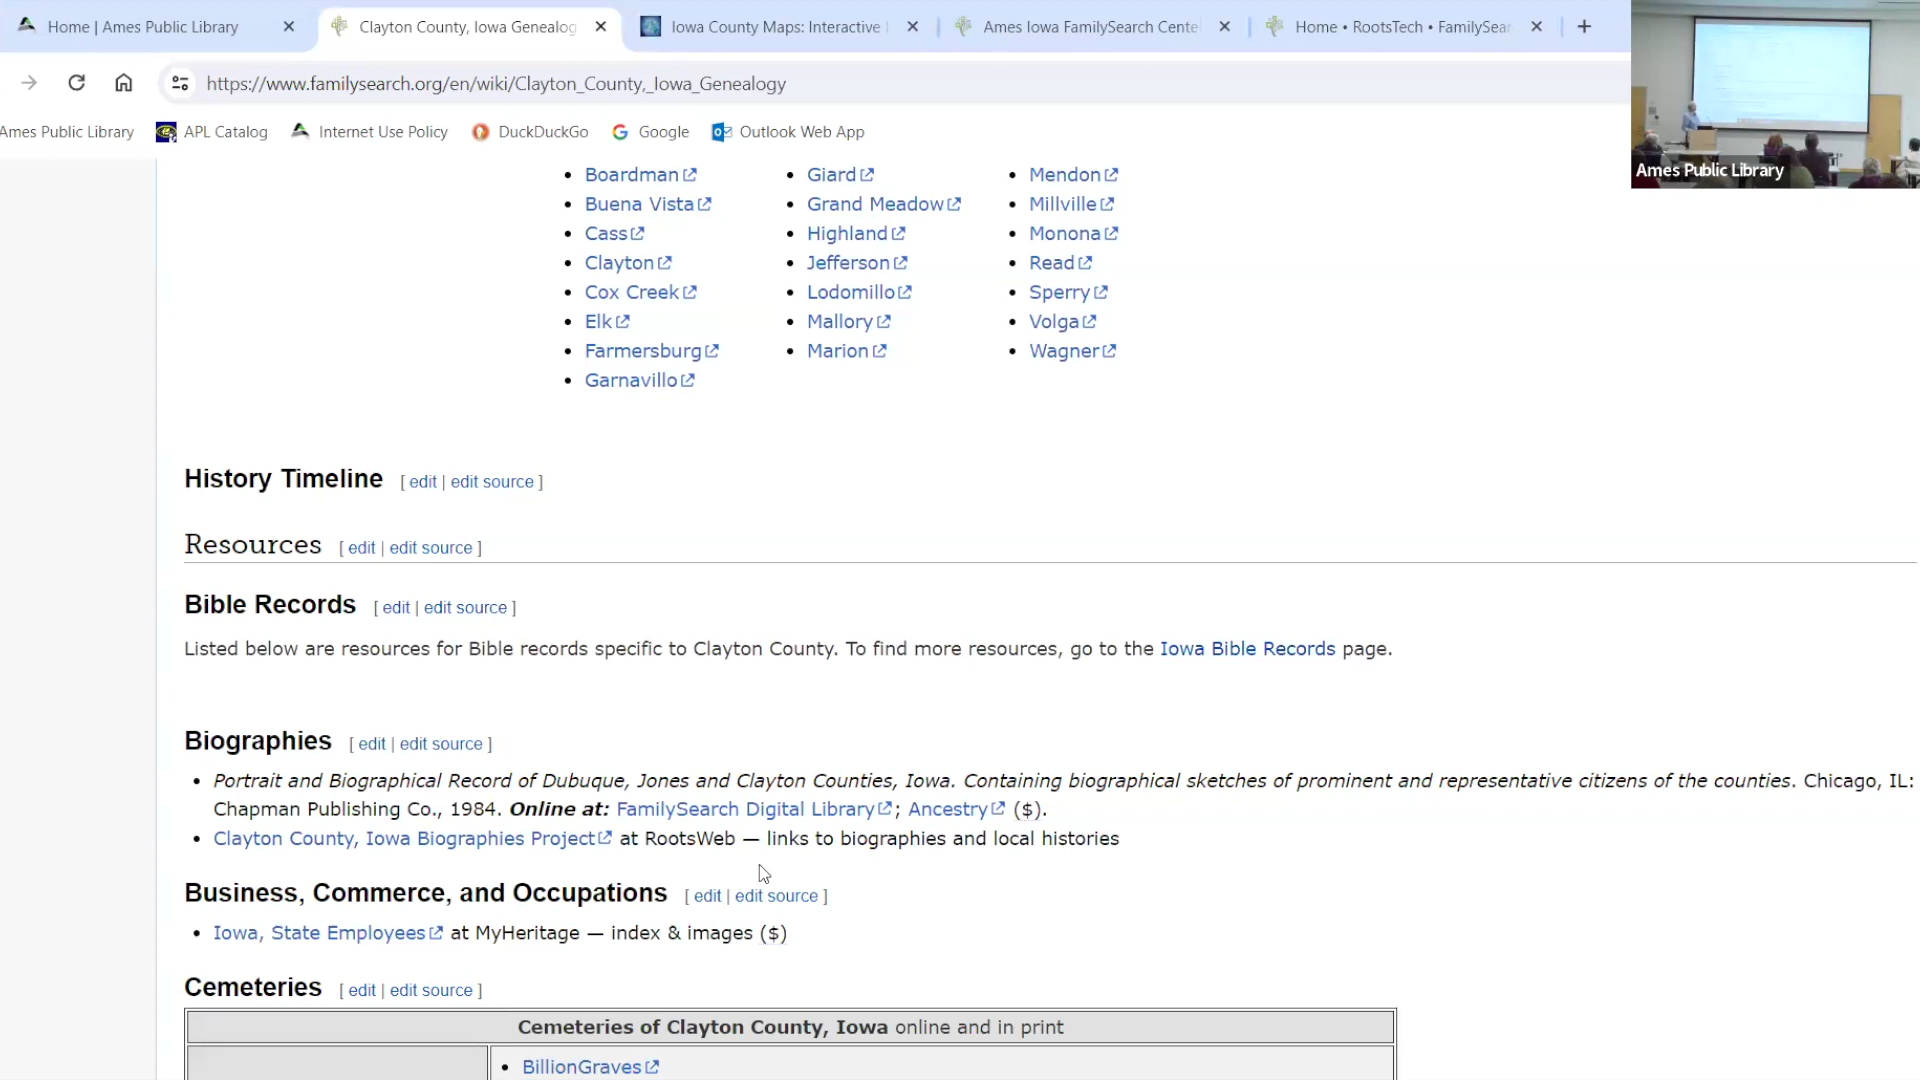 Home | Ames Public Library
Clayton County, Iowa Genealog
Iowa County Maps: Interactive
Ames Iowa FamilySearch Cente
Home • RootsTech • FamilySear
https://www.familysearch.org/en/wiki/Clayton_County,_Iowa_Genealogy
Ames Public Library
APL Catalog
Internet Use Policy
DuckDuckGo
Google
Outlook Web App
Ames Public Library
• Boardman • Giard • Mendon
• Buena Vista • Grand Meadow • Millville
• Cass • Highland • Monona
• Clayton • Jefferson • Read
• Cox Creek • Lodomillo • Sperry
• Elk • Mallory • Volga
• Farmersburg • Marion • Wagner
• Garnavillo
History Timeline [ edit | edit source ]
Resources [ edit | edit source ]
Bible Records [ edit | edit source ]
Listed below are resources for Bible records specific to Clayton County. To find more resources, go to the Iowa Bible Records page.
Biographies [ edit | edit source ]
• Portrait and Biographical Record of Dubuque, Jones and Clayton Counties, Iowa. Containing biographical sketches of prominent and representative citizens of the counties. Chicago, IL:
Chapman Publishing Co., 1984. Online at: FamilySearch Digital Library; Ancestry ($).
• Clayton County, Iowa Biographies Project at RootsWeb — links to biographies and local histories
Business, Commerce, and Occupations [ edit | edit source ]
• Iowa, State Employees at MyHeritage — index & images ($)
Cemeteries [ edit | edit source ]
Cemeteries of Clayton County, Iowa online and in print
• BillionGraves